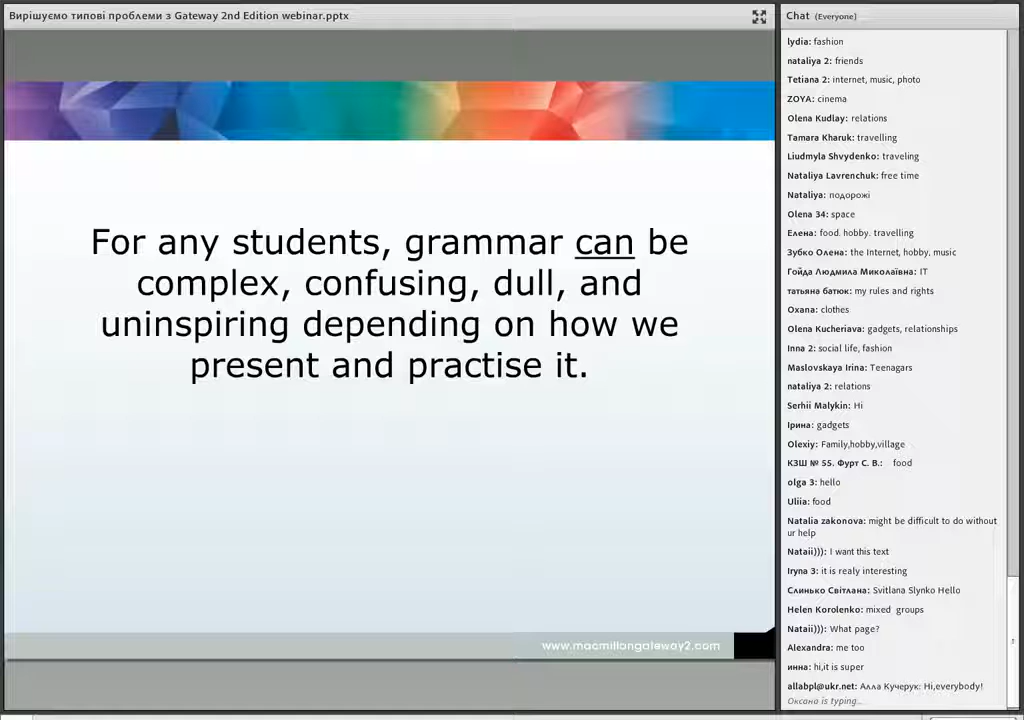 Вирішуємо типові проблеми з Gateway 2nd Edition webinar.pptx
For any students, grammar can be
complex, confusing, dull, and
uninspiring depending on how we
present and practise it.
www.macmillangateway2.com
Chat (Everyone)
lydia: fashion
nataliya 2: friends
Tetiana 2: internet, music, photo
ZOYA: cinema
Olena Kudlay: relations
Tamara Kharuk: travelling
Liudmyla Shvydenko: traveling
Nataliya Lavrenchuk: free time
Nataliya: подорожі
Olena 34: space
Елена: food. hobby. travelling
Зубко Олена: the Internet, hobby, music
Гойда Людмила Миколаївна: IT
татьяна батюк: my rules and rights
Oxana: clothes
Olena Kucheriava: gadgets, relationships
Inna 2: social life, fashion
Maslovskaya Irina: Teenagars
nataliya 2: relations
Serhii Malykin: Hi
Ірина: gadgets
Olexiy: Family,hobby,village
КЗШ № 55. Фурт С. В.: food
olga 3: hello
Uliia: food
Natalia zakonova: might be difficult to do without
ur help
Nataii))): I want this text
Iryna 3: it is realy interesting
Слинько Світлана: Svitlana Slynko Hello
Helen Korolenko: mixed groups
Nataii))): What page?
Alexandra: me too
инна: hi,it is super
allabpl@ukr.net: Алла Кучерук: Hi,everybody!
Оксана is typing...